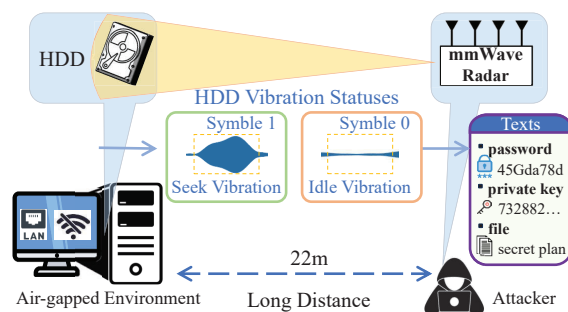 HDD
mmWave
Radar
HDD Vibration Statuses
Symble 1
Seek Vibration
Symble 0
Idle Vibration
Texts
password
45Gda78d
private key
732882...
file
secret plan
LAN
22m
Air-gapped Environment
Long Distance
Attacker